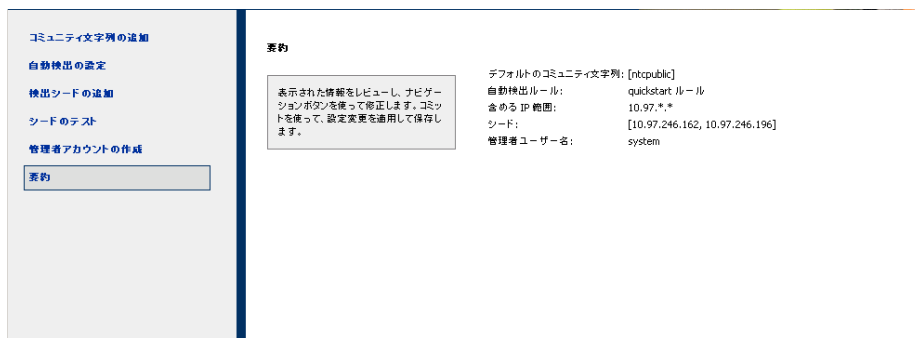 コミュニティ文字列の追加
自動検出の設定
検出シードの追加
シードのテスト
管理者アカウントの作成
要約
要約
表示された情報をレビューし、ナビゲー
ションボタンを使って修正します。コミッ
トを使って、設定変更を適用して保存し
ます。
デフォルトのコミュニティ文字列: [ntcpublic]
自動検出ルール: quickstart ルール
含める IP 範囲: 10.97.*.*
シード: [10.97.246.162, 10.97.246.196]
管理者ユーザー名: system